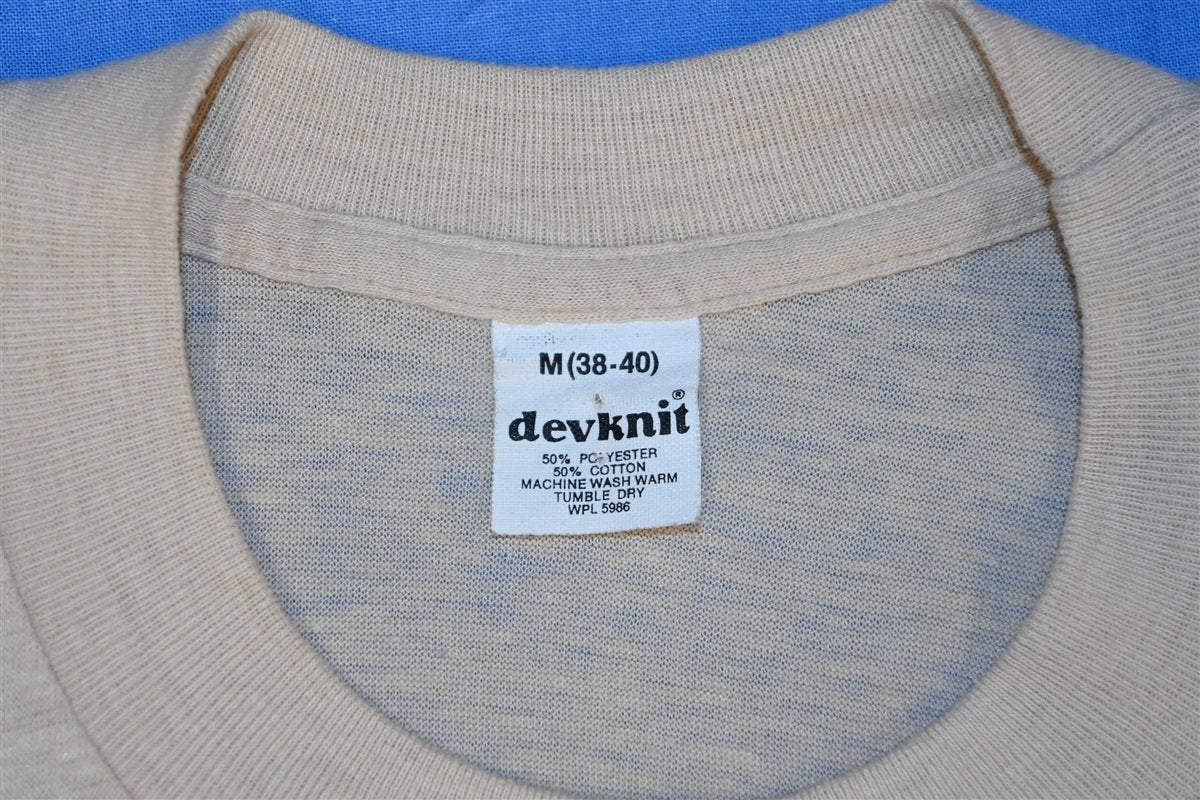 M (38-40)
devknit®
50% POLYESTER
50% COTTON
MACHINE WASH WARM
TUMBLE DRY
WPL 5986